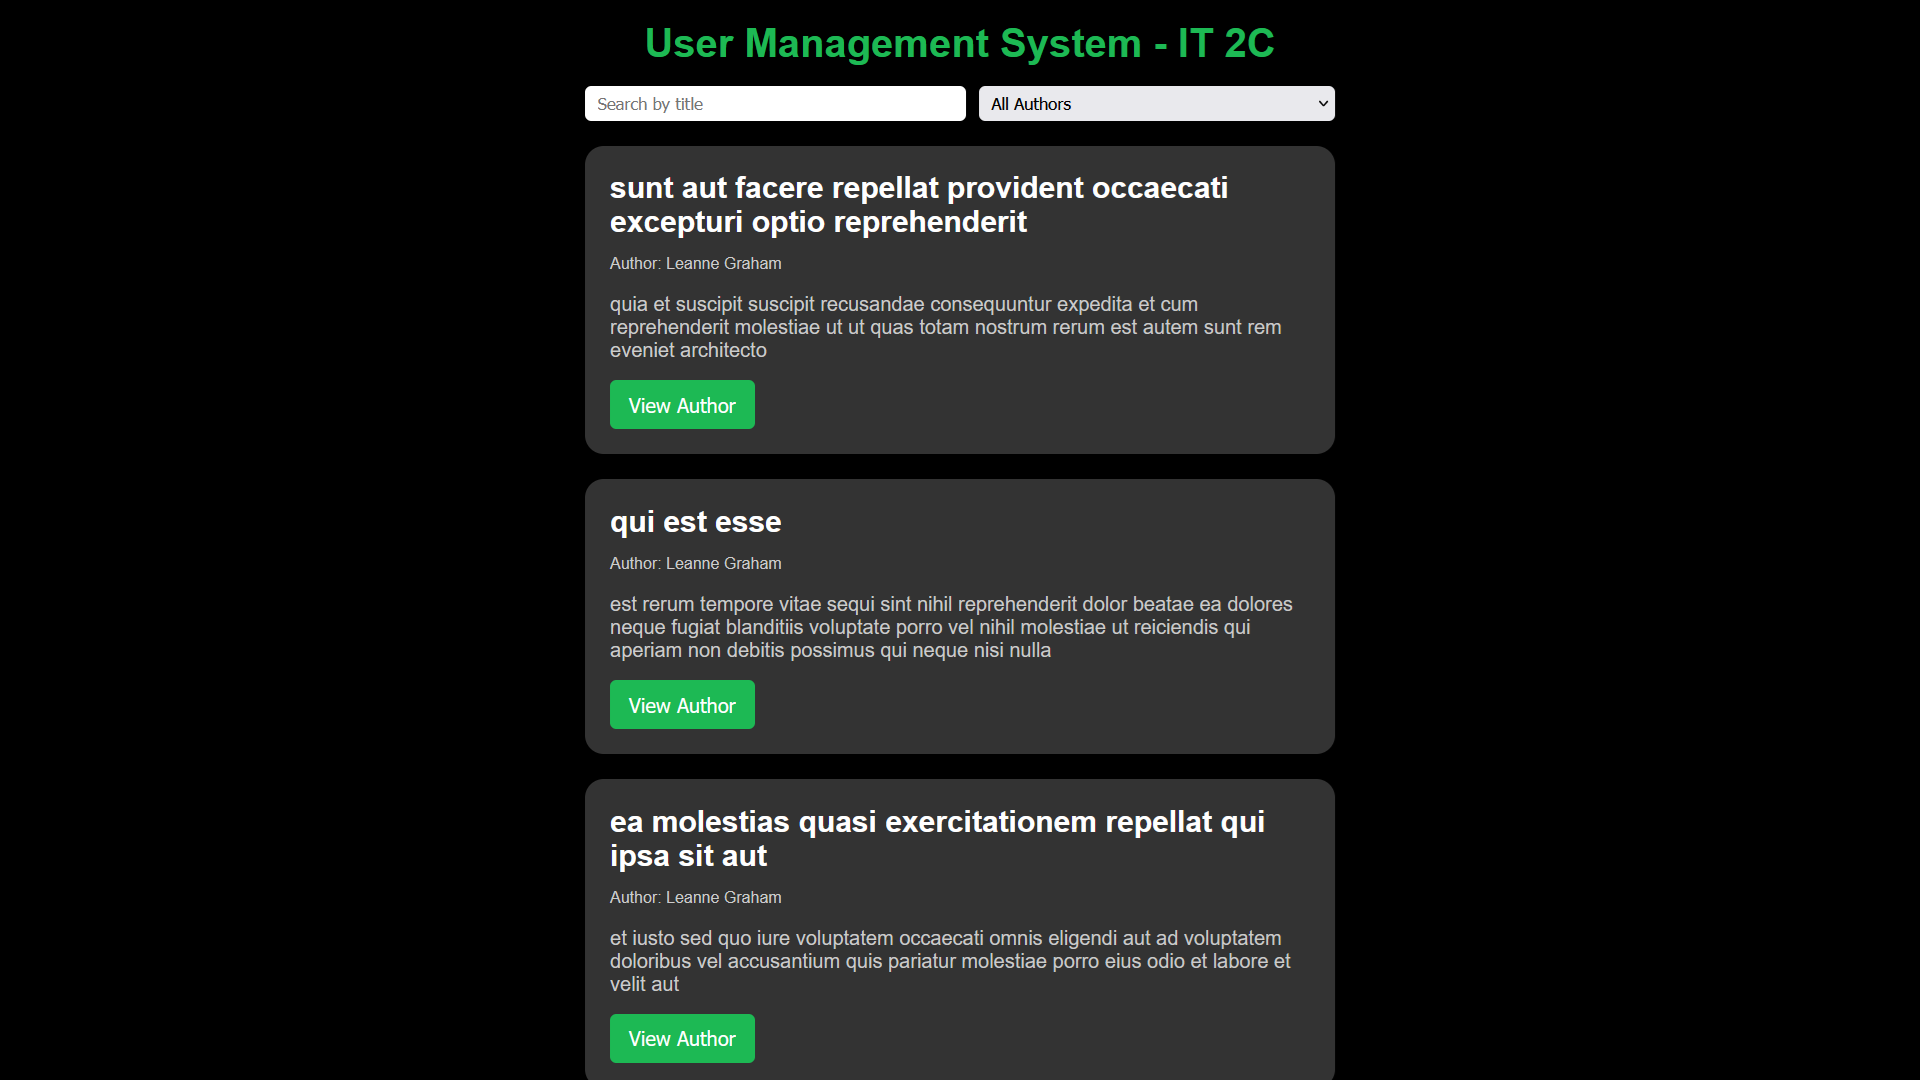 User Management System - IT 2C
Search by title
All Authors
sunt aut facere repellat provident occaecati
excepturi optio reprehenderit
Author: Leanne Graham
quia et suscipit suscipit recusandae consequuntur expedita et cum
reprehenderit molestiae ut ut quas totam nostrum rerum est autem sunt rem
eveniet architecto
View Author
qui est esse
Author: Leanne Graham
est rerum tempore vitae sequi sint nihil reprehenderit dolor beatae ea dolores
neque fugiat blanditiis voluptate porro vel nihil molestiae ut reiciendis qui
aperiam non debitis possimus qui neque nisi nulla
View Author
ea molestias quasi exercitationem repellat qui
ipsa sit aut
Author: Leanne Graham
et iusto sed quo iure voluptatem occaecati omnis eligendi aut ad voluptatem
doloribus vel accusantium quis pariatur molestiae porro eius odio et labore et
velit aut
View Author